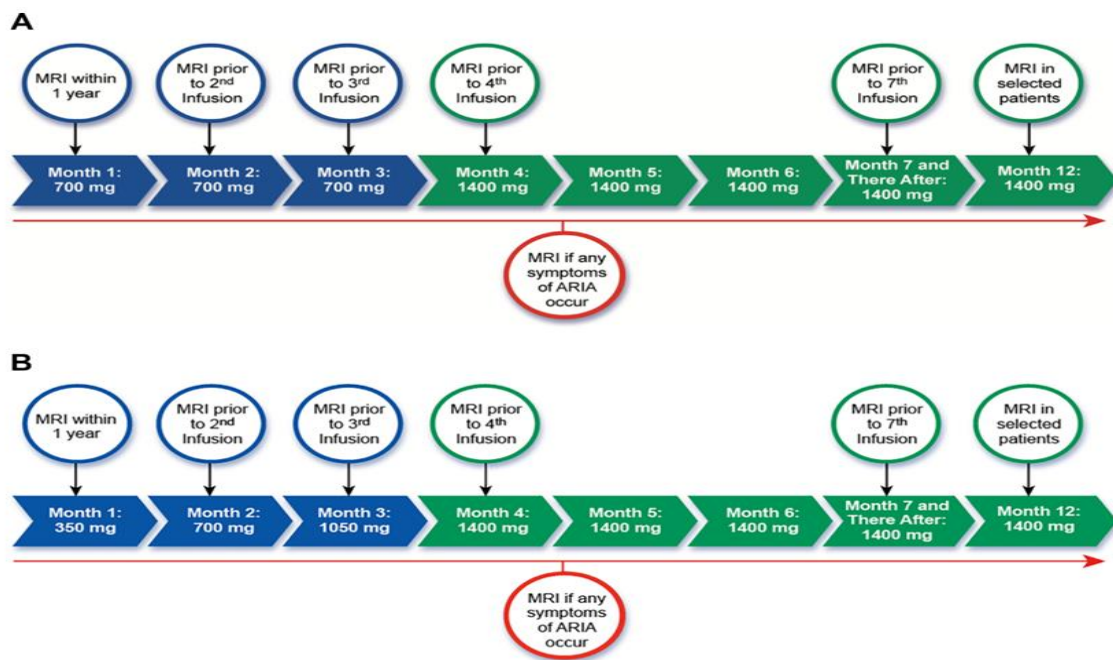 A
MRI within
1 year
MRI prior
to 2nd
Infusion
MRI prior
to 3rd
Infusion
MRI prior
to 4th
Infusion
MRI prior
to 7th
Infusion
MRI in
selected
patients
Month 1:
700 mg
Month 2:
700 mg
Month 3:
700 mg
Month 4:
1400 mg
Month 5:
1400 mg
Month 6:
1400 mg
Month 7 and
There After:
1400 mg
Month 12:
1400 mg
MRI if any
symptoms
of ARIA
occur
B
MRI within
1 year
MRI prior
to 2nd
Infusion
MRI prior
to 3rd
Infusion
MRI prior
to 4th
Infusion
MRI prior
to 7th
Infusion
MRI in
selected
patients
Month 1:
350 mg
Month 2:
700 mg
Month 3:
1050 mg
Month 4:
1400 mg
Month 5:
1400 mg
Month 6:
1400 mg
Month 7 and
There After:
1400 mg
Month 12:
1400 mg
MRI if any
symptoms
of ARIA
occur